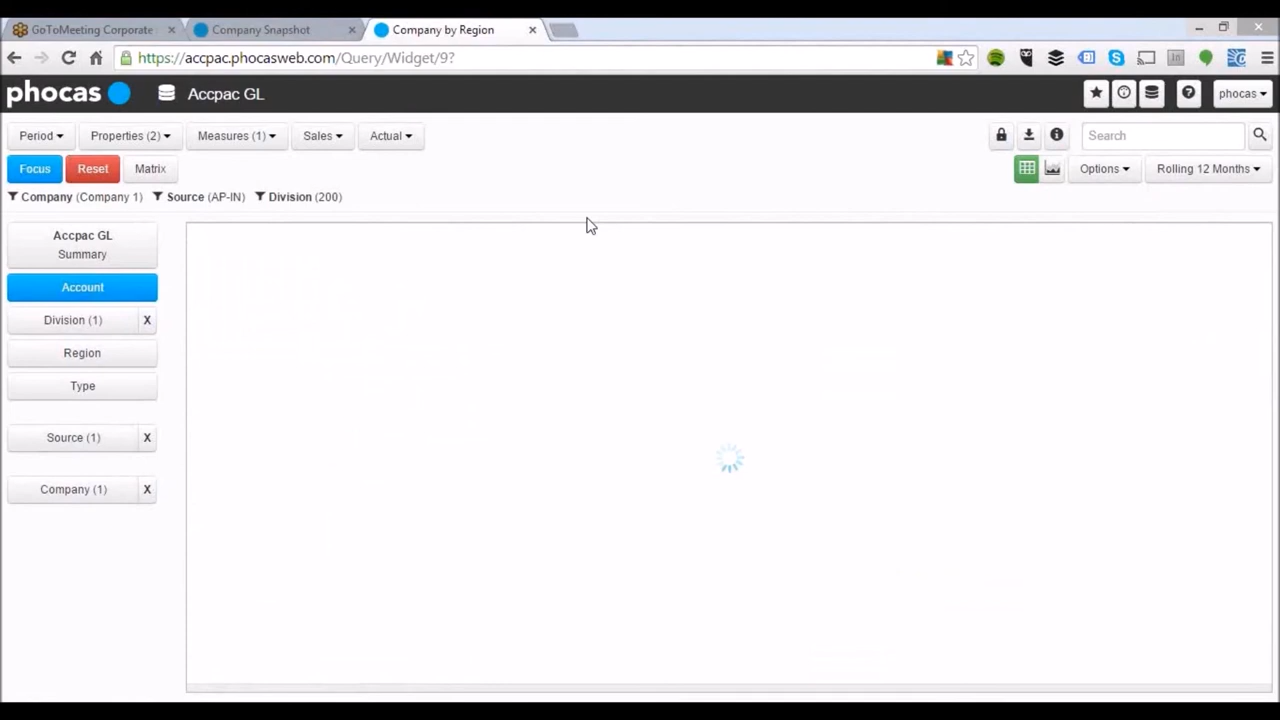 GoToMeeting Corporate x Company Snapshot x Company by Region x
https://accpac.phocasweb.com/Query/Widget/9?
phocas Accpac GL phocas
Period Properties (2) Measures (1) Sales Actual Search
Focus Reset Matrix Options Rolling 12 Months
Company (Company 1) Source (AP-IN) Division (200)
Accpac GL
Summary
Account
Division (1) X
Region
Type
Source (1) X
Company (1) X